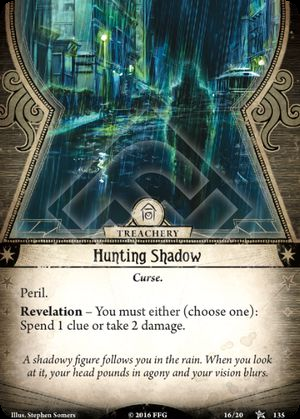 TREACHERY
Hunting Shadow
Curse.
Peril.
Revelation – You must either (choose one):
Spend 1 clue or take 2 damage.
A shadowy figure follows you in the rain. When you
look at it, your head pounds in agony and your vision blurs.
Illus. Stephen Somers © 2016 FFG 16/20 135